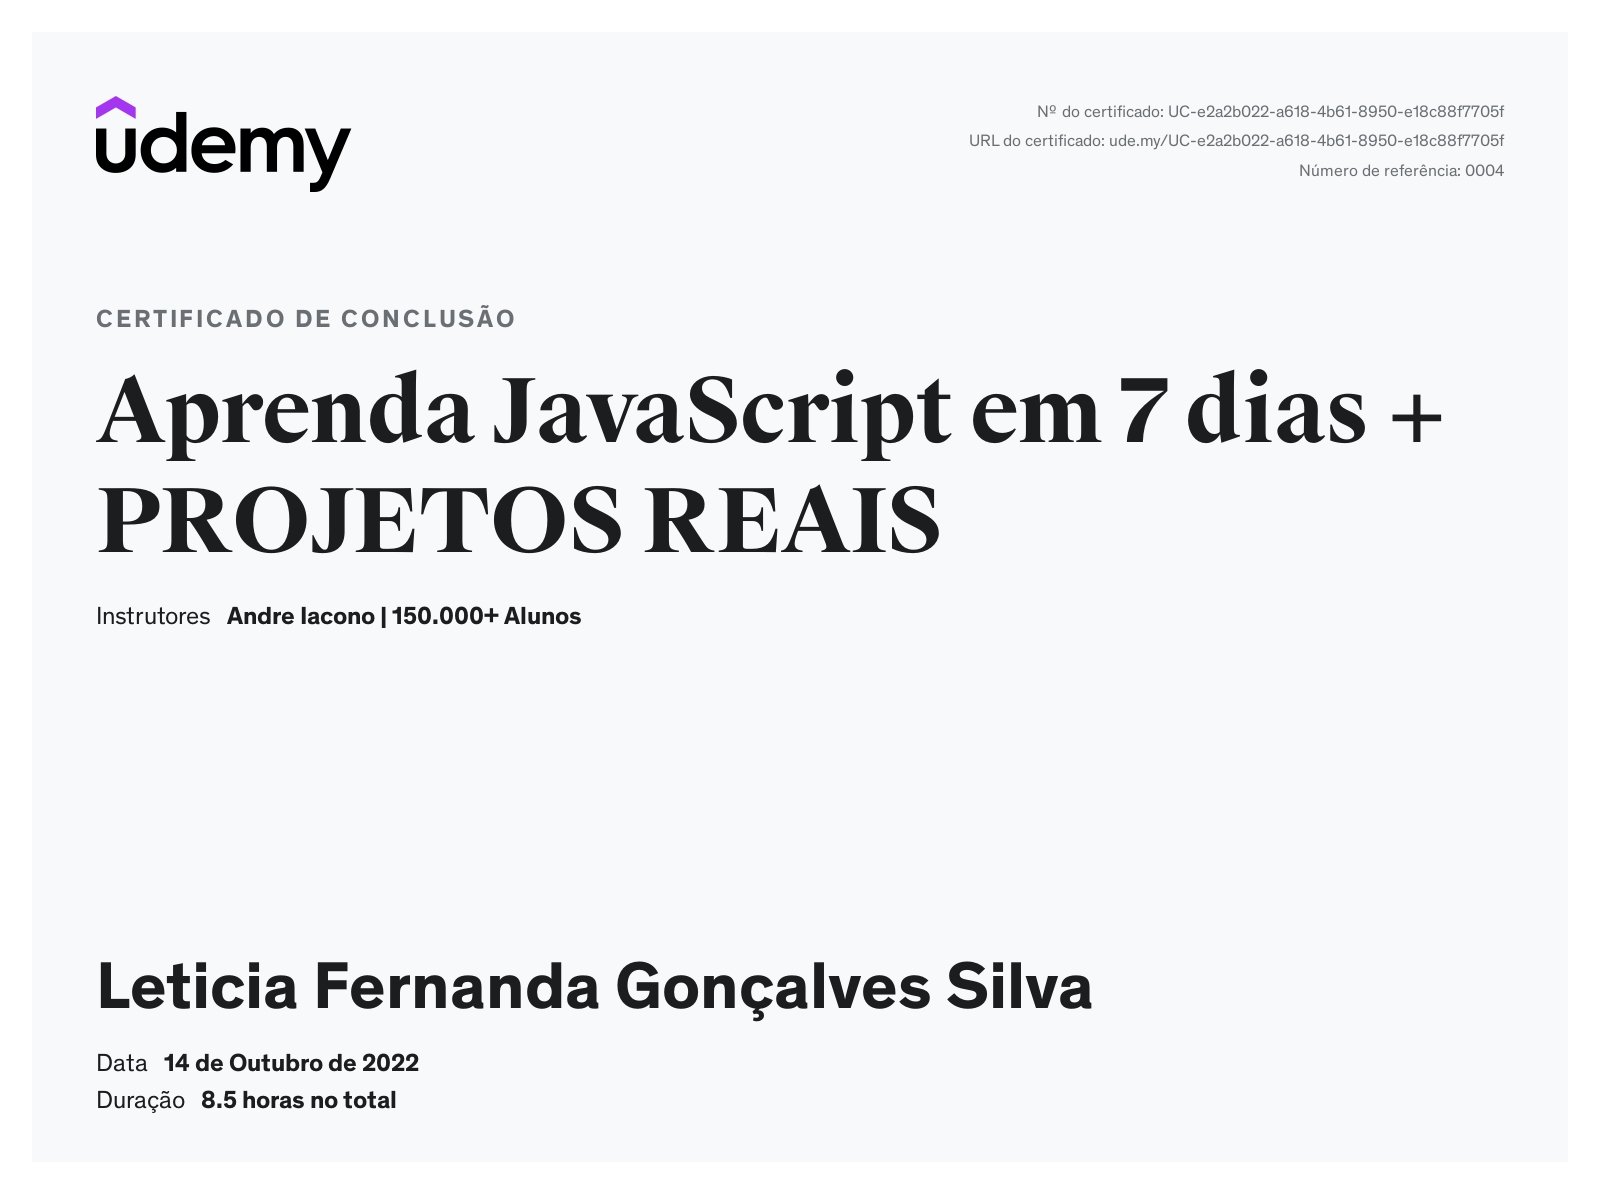 udemy
Nº do certificado: UC-e2a2b022-a618-4b61-8950-e18c88f7705f
URL do certificado: ude.my/UC-e2a2b022-a618-4b61-8950-e18c88f7705f
Número de referência: 0004
CERTIFICADO DE CONCLUSÃO
Aprenda JavaScript em 7 dias +
PROJETOS REAIS
Instrutores Andre Iacono | 150.000+ Alunos
Leticia Fernanda Gonçalves Silva
Data 14 de Outubro de 2022
Duração 8.5 horas no total